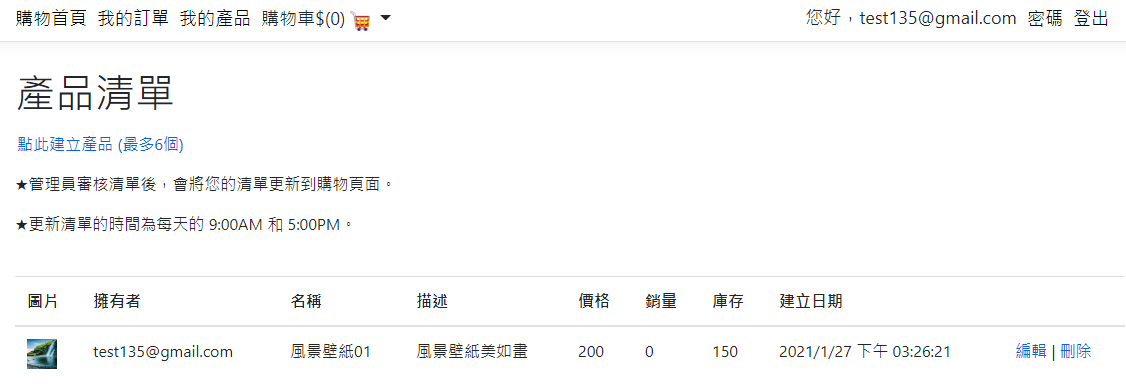 購物首頁 我的訂單 我的產品 購物車$(0) 您好，test135@gmail.com 密碼 登出
產品清單
點此建立產品 (最多6個)
★管理員審核清單後，會將您的清單更新到購物頁面。
★更新清單的時間為每天的 9:00AM 和 5:00PM。
圖片 擁有者 名稱 描述 價格 銷量 庫存 建立日期
test135@gmail.com 風景壁紙01 風景壁紙美如畫 200 0 150 2021/1/27 下午 03:26:21 編輯 | 刪除